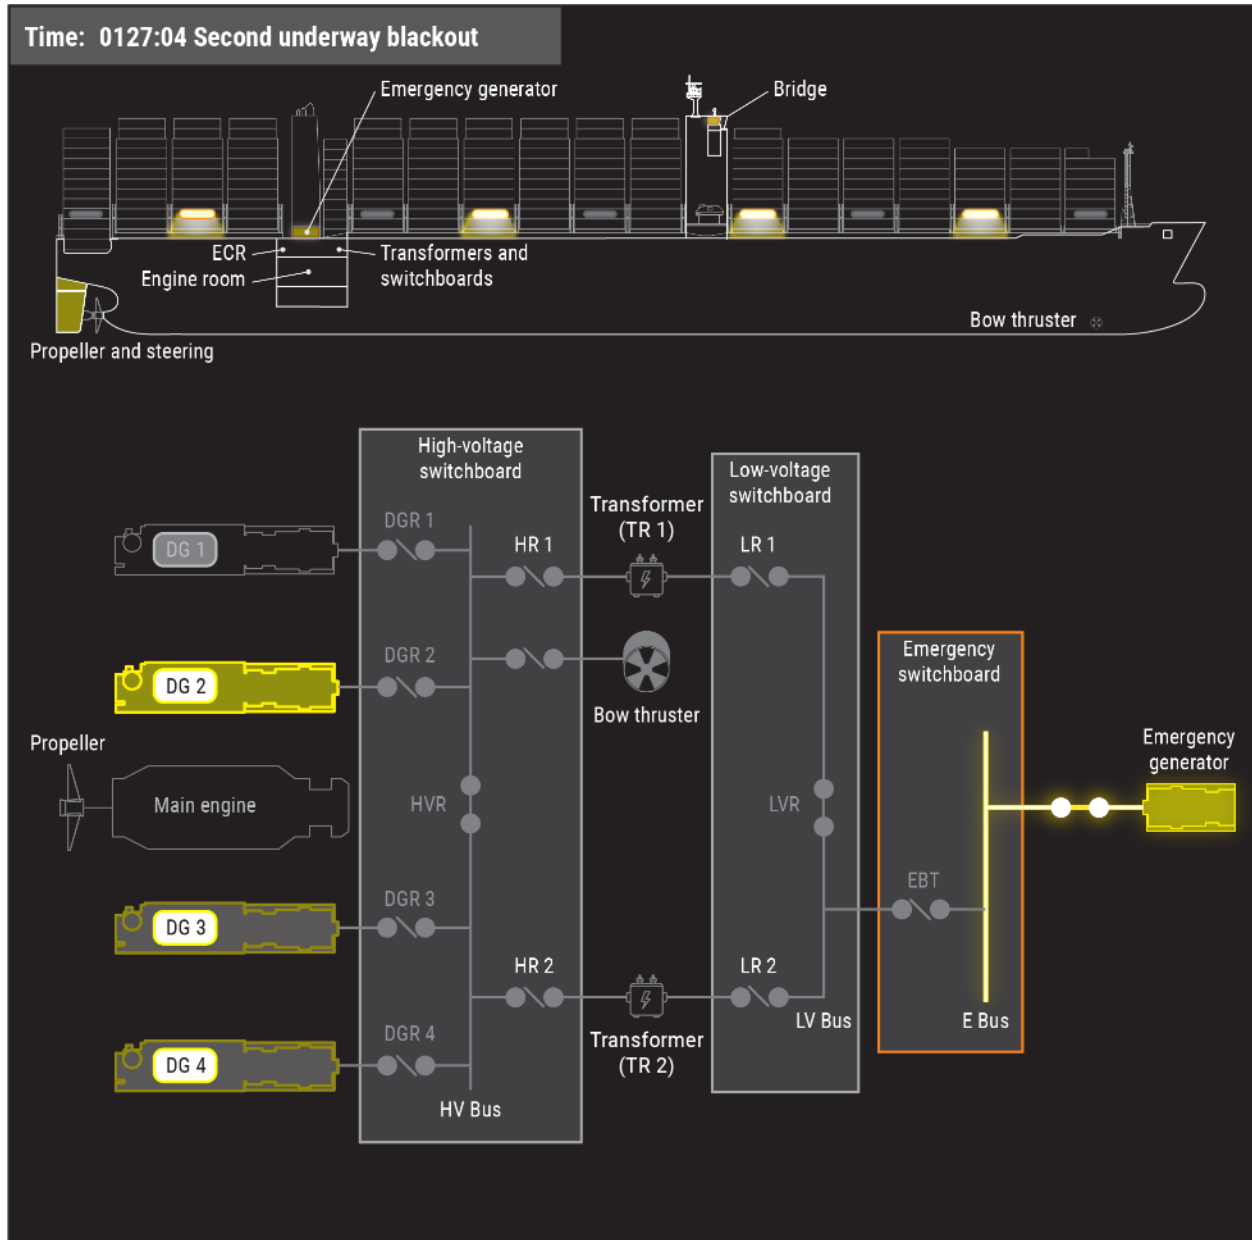 Time: 0127:04 Second underway blackout
Emergency generator
Bridge
ECR
Transformers and
switchboards
Engine room
Bow thruster
Propeller and steering
High-voltage
switchboard
Low-voltage
switchboard
Transformer
(TR 1)
DGR 1
HR 1
LR 1
DG 1
Emergency
switchboard
DGR 2
DG 2
Bow thruster
Propeller
Emergency
generator
Main engine
HVR
LVR
EBT
DGR 3
DG 3
HR 2
LR 2
LV Bus
E Bus
DGR 4
Transformer
(TR 2)
DG 4
HV Bus